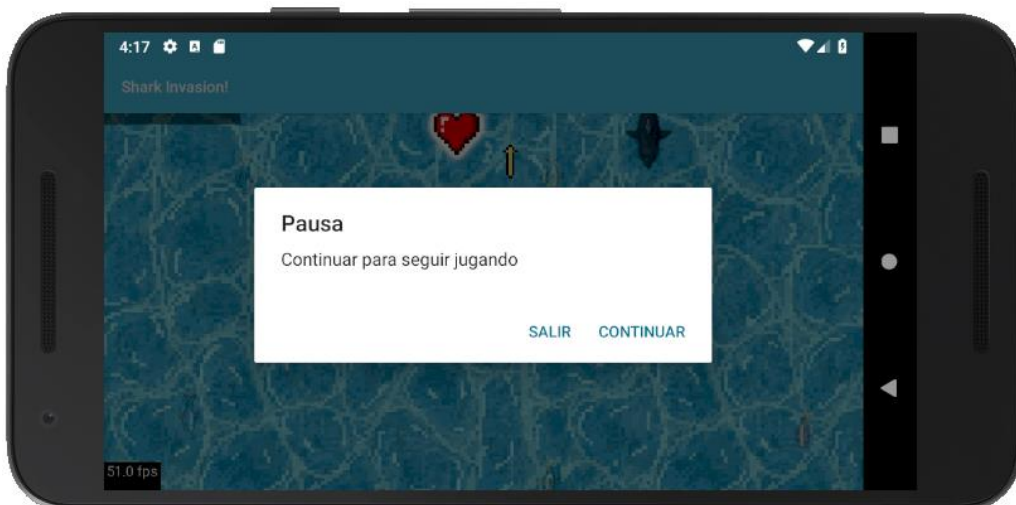 4:17
Shark Invasion!
Pausa
Continuar para seguir jugando
SALIR CONTINUAR
51.0 fps